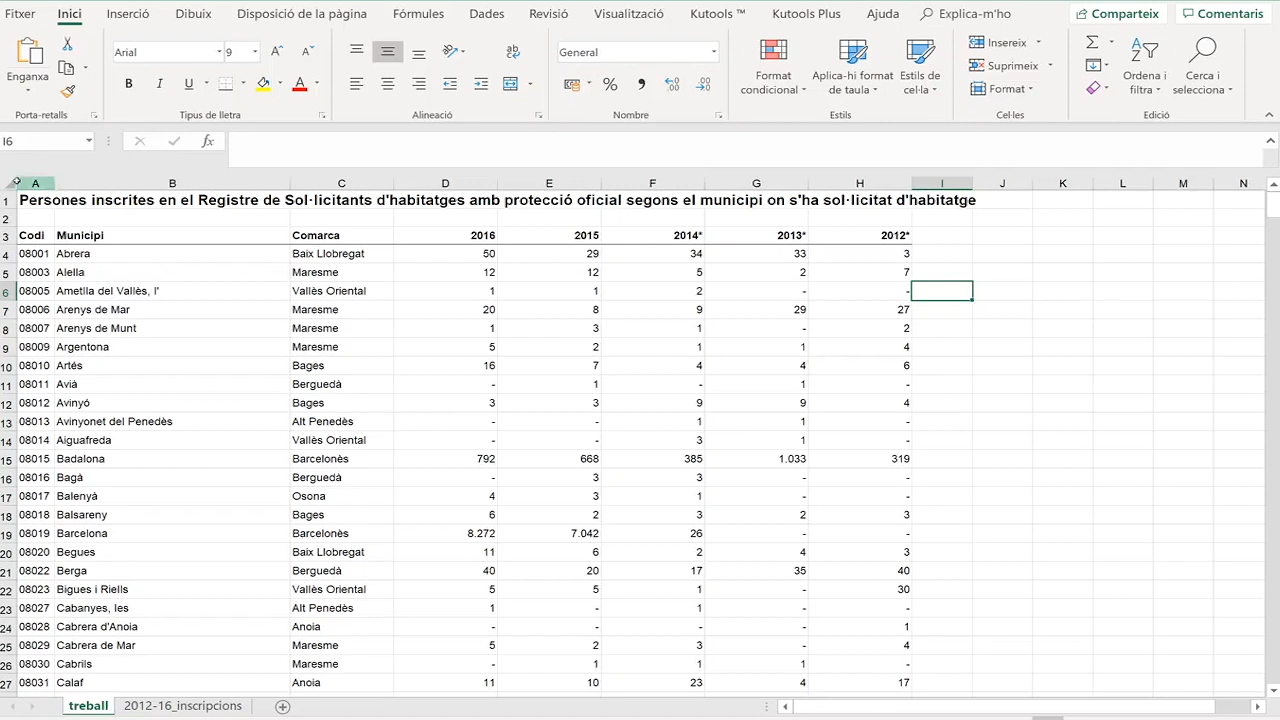 Fitxer Inici Inserció Dibuix Disposició de la pàgina Fórmules Dades Revisió Visualització Kutools ™ Kutools Plus Ajuda Explica-m'ho Comparteix Comentaris
Enganxa
Porta-retalls
Arial 9
Tipus de lletra
Alineació
General
Nombre
Format condicional
Aplica-hi format de taula
Estils de cel·la
Estils
Insereix
Suprimeix
Format
Cel·les
Ordena i filtra
Cerca i selecciona
Edició
I6 fx
A B C D E F G H I J K L M N
1 Persones inscrites en el Registre de Sol·licitants d'habitatges amb protecció oficial segons el municipi on s'ha sol·licitat d'habitatge
2
3 Codi Municipi Comarca 2016 2015 2014* 2013* 2012*
4 08001 Abrera Baix Llobregat 50 29 34 33 3
5 08003 Alella Maresme 12 12 5 2 7
6 08005 Ametlla del Vallès, l' Vallès Oriental 1 1 2 - -
7 08006 Arenys de Mar Maresme 20 8 9 29 27
8 08007 Arenys de Munt Maresme 1 3 1 - 2
9 08009 Argentona Maresme 5 2 1 1 4
10 08010 Artés Bages 16 7 4 4 6
11 08011 Avià Berguedà - 1 - 1 -
12 08012 Avinyó Bages 3 3 9 9 4
13 08013 Avinyonet del Penedès Alt Penedès - - 1 1 -
14 08014 Aiguafreda Vallès Oriental - - 3 1 -
15 08015 Badalona Barcelonès 792 668 385 1.033 319
16 08016 Bagà Berguedà - 3 3 - -
17 08017 Balenyà Osona 4 3 1 - -
18 08018 Balsareny Bages 6 2 3 2 3
19 08019 Barcelona Barcelonès 8.272 7.042 26 - -
20 08020 Begues Baix Llobregat 11 6 2 4 3
21 08022 Berga Berguedà 40 20 17 35 40
22 08023 Bigues i Riells Vallès Oriental 5 5 1 - 30
23 08027 Cabanyes, les Alt Penedès 1 - 1 - -
24 08028 Cabrera d'Anoia Anoia - - - - 1
25 08029 Cabrera de Mar Maresme 5 2 3 - 4
26 08030 Cabrils Maresme - 1 1 1 -
27 08031 Calaf Anoia 11 10 23 4 17
treball 2012-16_inscripcions